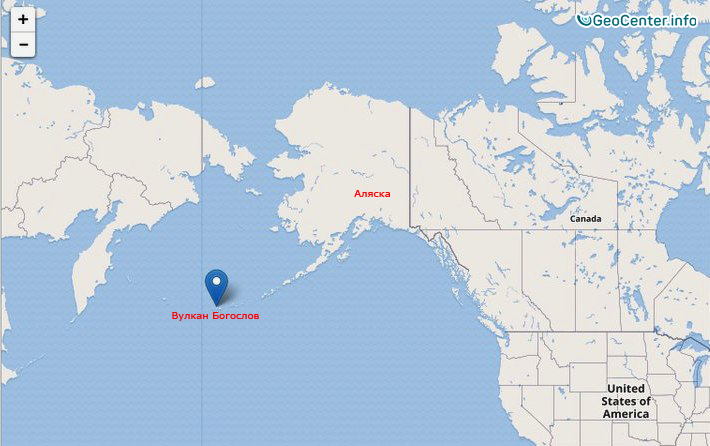 +
GeoCenter.info
−
Аляска
Canada
Вулкан Богослов
United
States of
America